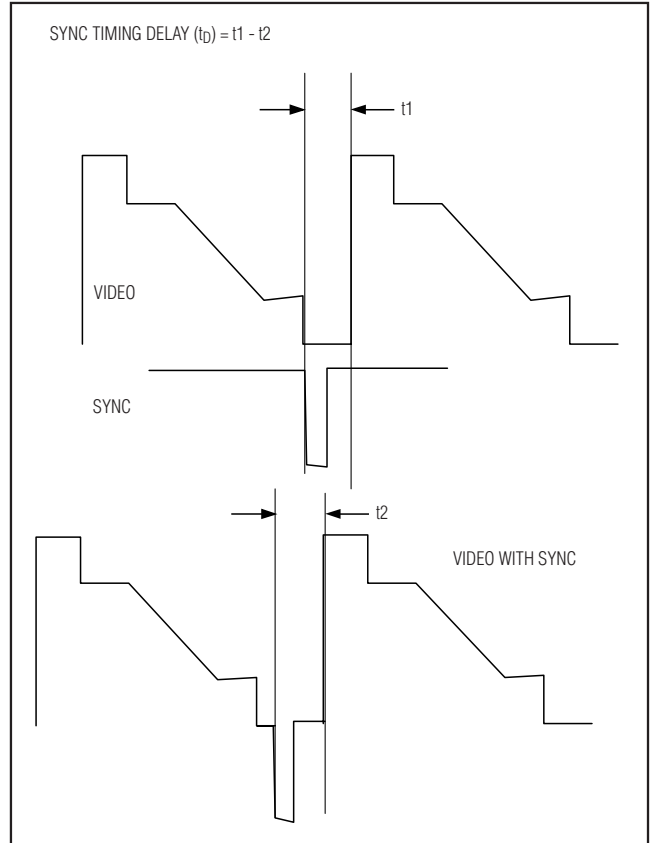 SYNC TIMING DELAY (tD) = t1 - t2
t1
VIDEO
SYNC
t2
VIDEO WITH SYNC